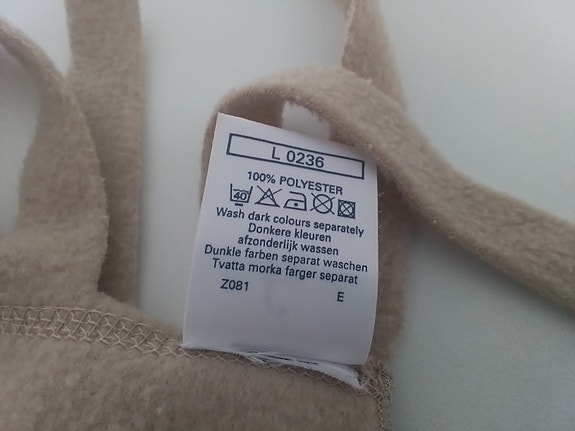 L 0236
100% POLYESTER
40
Wash dark colours separately
Donkere kleuren
afzonderlijk wassen
Dunkle farben separat waschen
Tvatta morka farger separat
Z081 E